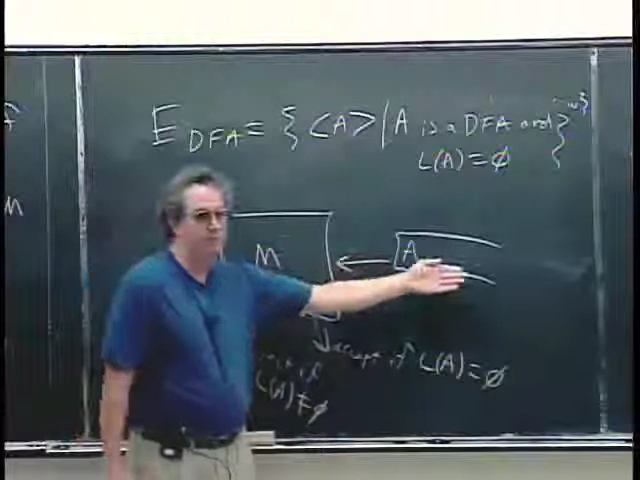 E DFA = { <A> | A is a DFA and }
L(A) = ∅
M
M
A
accept if L(A) = ∅
L(A) ≠ ∅